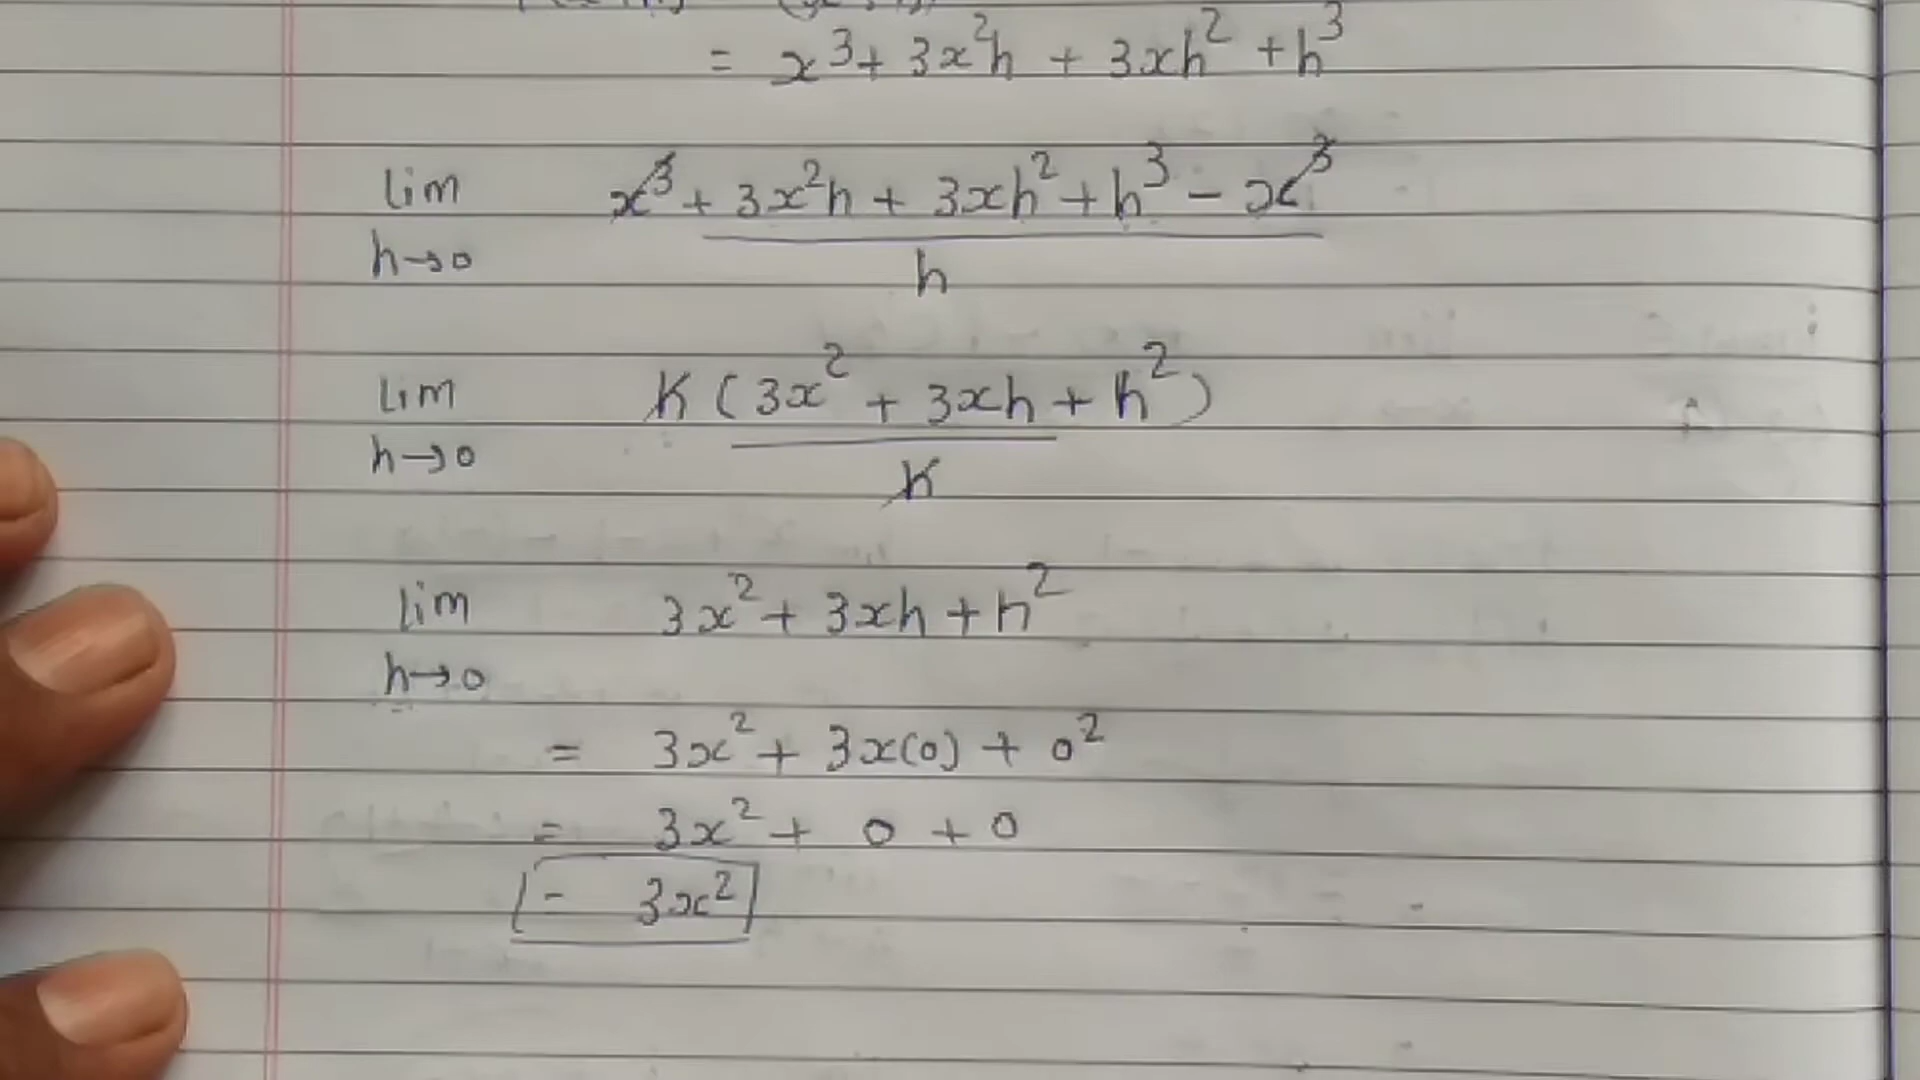 = x³ + 3x²h + 3xh² + h³
lim x³ + 3x²h + 3xh² + h³ - x³
h→0 h
lim h(3x² + 3xh + h²)
h→0 h
lim 3x² + 3xh + h²
h→0
= 3x² + 3x(0) + 0²
= 3x² + 0 + 0
= 3x²